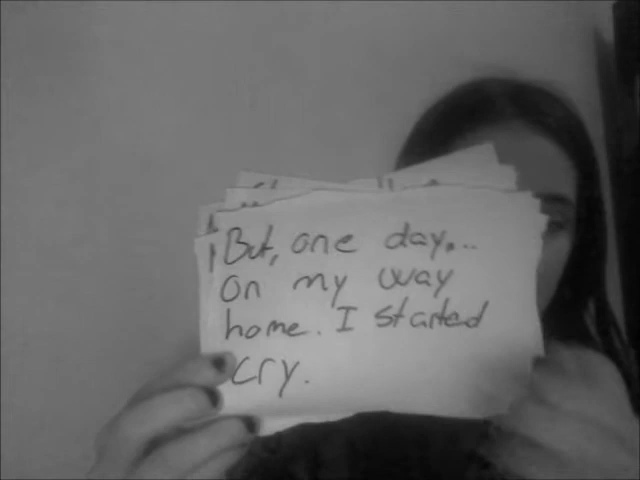 But, one day...
on my way
home. I started
cry.